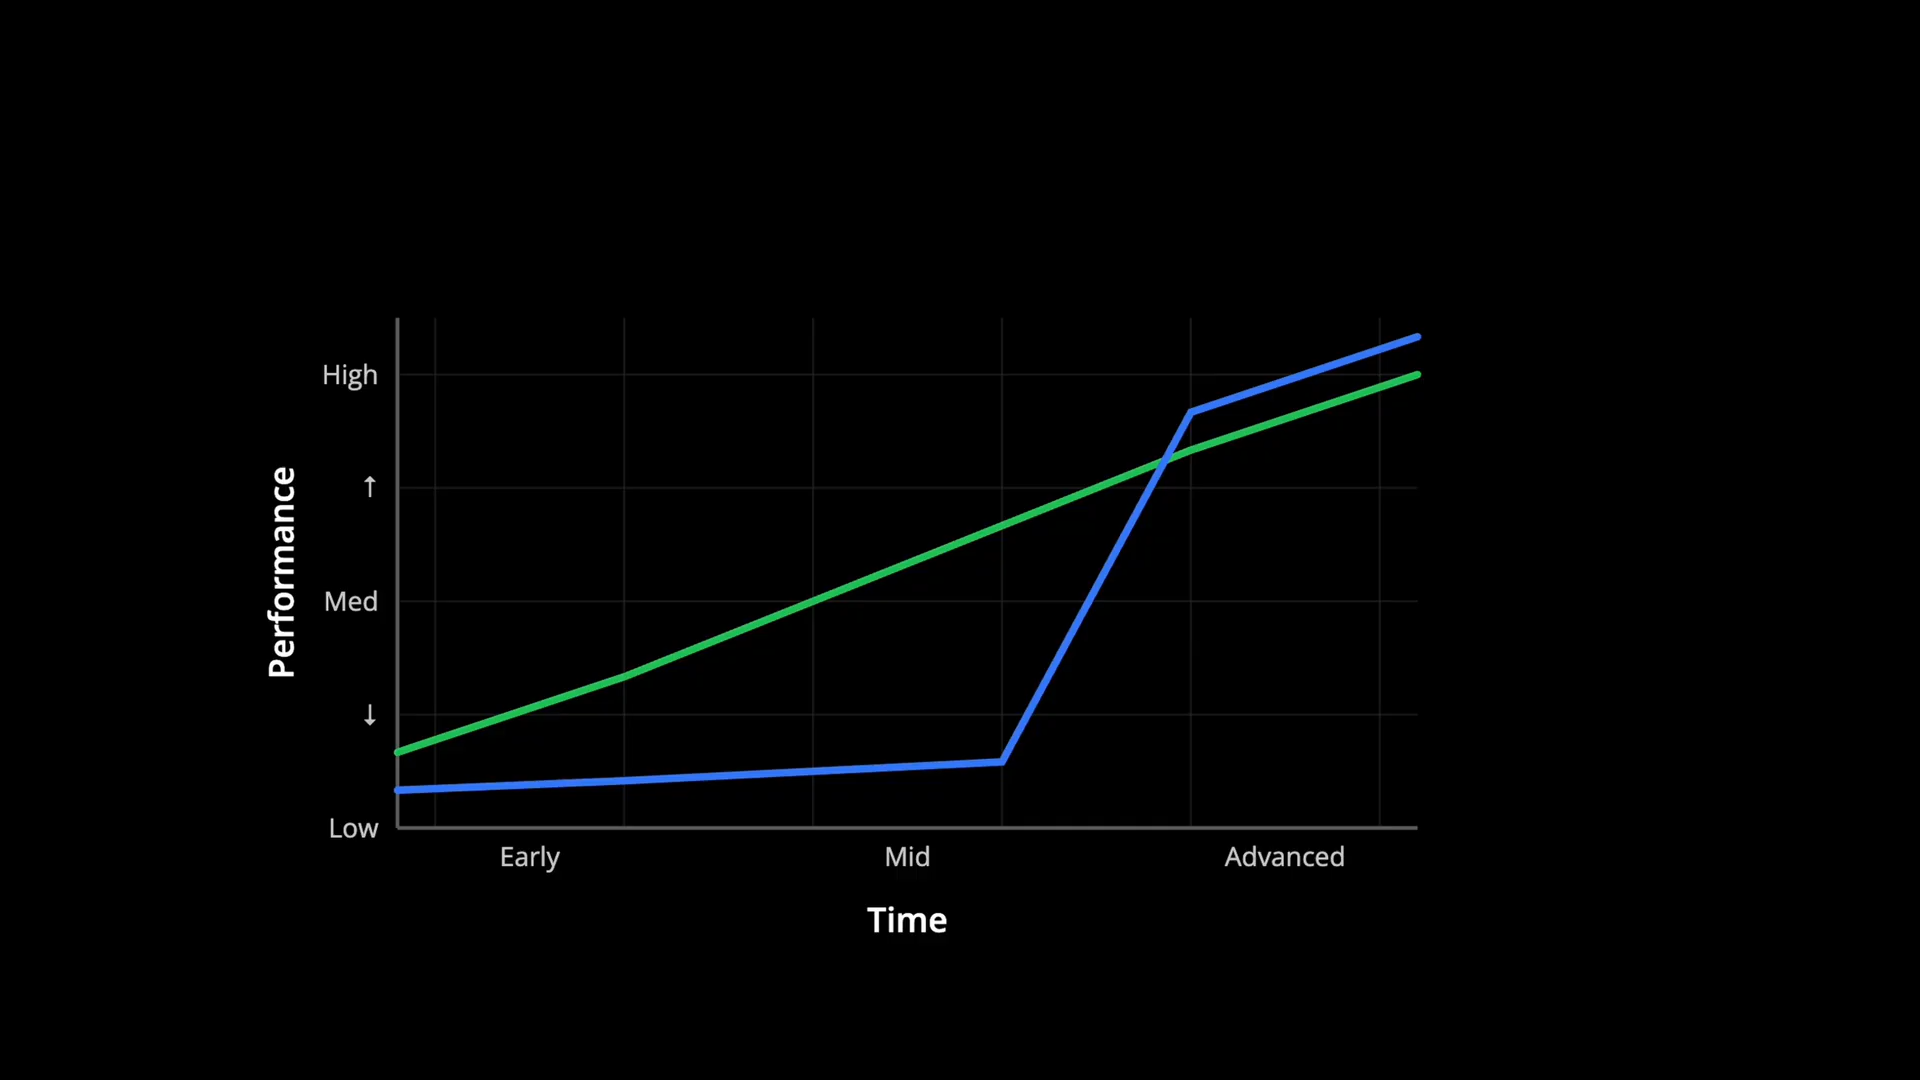 High
↑
Performance
Med
↓
Low
Early Mid Advanced
Time